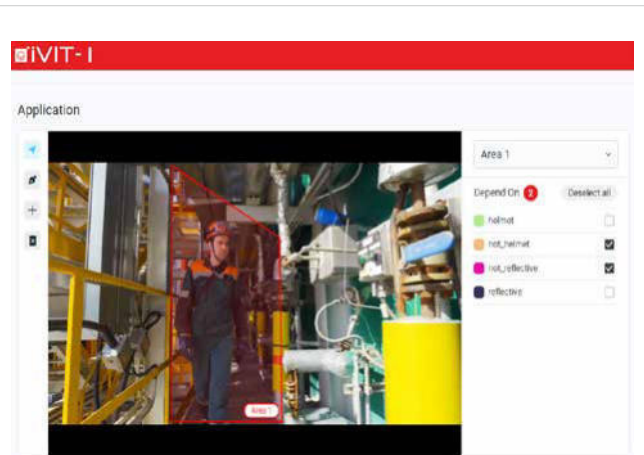 iVIT-I
Application
Area 1
Depend On 2 Deselect all
helmet
not_helmet
not_reflective
reflective
Area 1